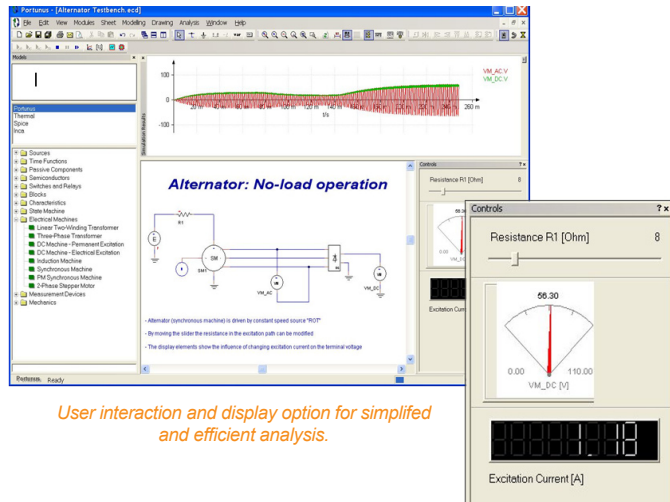 Portunus - [Alternator Testbench.ecd]
File Edit View Modules Sheet Modelling Drawing Analysis Window Help
Models
Portunus
Thermal
Spice
Inca
Sources
Time Functions
Passive Components
Semiconductors
Switches and Relays
Blocks
Characteristics
State Machine
Electrical Machines
Linear Two-Winding Transformer
Three-Phase Transformer
DC Machine - Permanent Excitation
DC Machine - Electrical Excitation
Induction Machine
Synchronous Machine
PM Synchronous Machine
2-Phase Stepper Motor
Measurement Devices
Mechanics
Simulation Results
100
0
-100
20 m
60 m
260 m
t/s
VM_AC.V
VM_DC.V
Alternator: No-load operation
R1
E
SM
SM1
VM_AC
VM_DC
- Alternator (synchronous machine) is driven by constant speed source "ROT"
- By moving the slider the resistance in the excitation path can be modified
- The display elements show the influence of changing excitation current on the terminal voltage
Controls
Resistance R1 [Ohm] 8
Portunus Ready
Controls ? x
Resistance R1 [Ohm] 8
56.30
0.00 110.00
VM_DC [V]
1.18
Excitation Current [A]
User interaction and display option for simplifed
and efficient analysis.